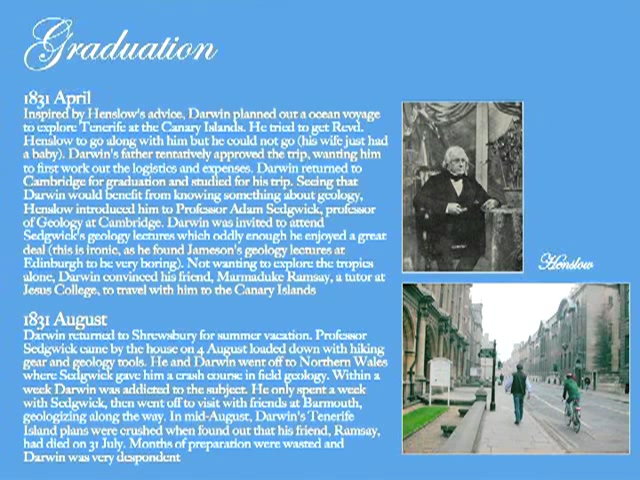 Graduation
1831 April
Inspired by Henslow's advice, Darwin planned out a ocean voyage
to explore Tenerife at the Canary Islands. He tried to get Revd.
Henslow to go along with him but he could not go (his wife just had
a baby). Darwin's father tentatively approved the trip, wanting him
to first work out the logistics and expenses. Darwin returned to
Cambridge for graduation and studied for his trip. Seeing that
Darwin would benefit from knowing something about geology,
Henslow introduced him to Professor Adam Sedgwick, professor
of Geology at Cambridge. Darwin was invited to attend
Sedgwick's geology lectures which oddly enough he enjoyed a great
deal (this is ironic, as he found Jameson's geology lectures at
Edinburgh to be very boring). Not wanting to explore the tropics
alone, Darwin convinced his friend, Marmaduke Ramsay, a tutor at
Jesus College, to travel with him to the Canary Islands
Henslow
1831 August
Darwin returned to Shrewsbury for summer vacation. Professor
Sedgwick came by the house on 4 August loaded down with hiking
gear and geology tools. He and Darwin went off to Northern Wales
where Sedgwick gave him a crash course in field geology. Within a
week Darwin was addicted to the subject. He only spent a week
with Sedgwick, then went off to visit with friends at Barmouth,
geologizing along the way. In mid-August, Darwin's Tenerife
Island plans were crushed when found out that his friend, Ramsay,
had died on 31 July. Months of preparation were wasted and
Darwin was very despondent